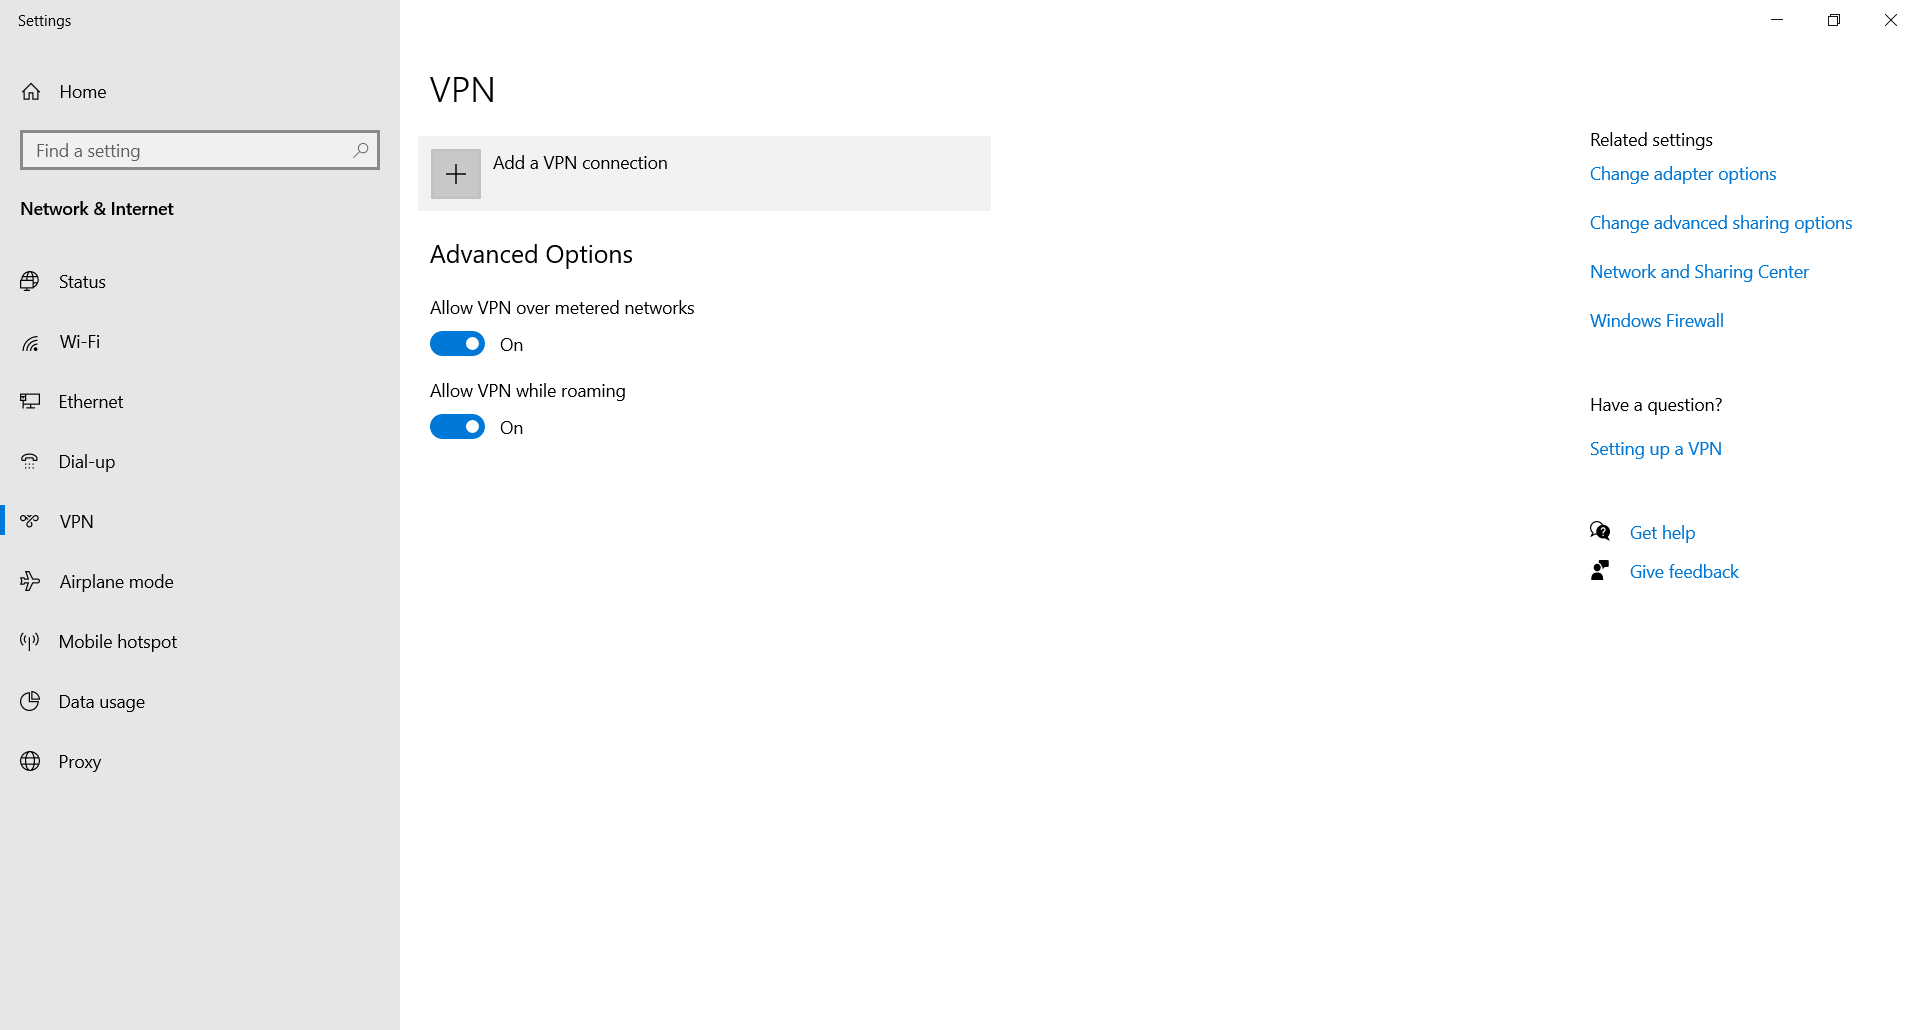 Settings
Home
Find a setting
Network & Internet
Status
Wi-Fi
Ethernet
Dial-up
VPN
Airplane mode
Mobile hotspot
Data usage
Proxy
VPN
Add a VPN connection
Advanced Options
Allow VPN over metered networks
On
Allow VPN while roaming
On
Related settings
Change adapter options
Change advanced sharing options
Network and Sharing Center
Windows Firewall
Have a question?
Setting up a VPN
Get help
Give feedback